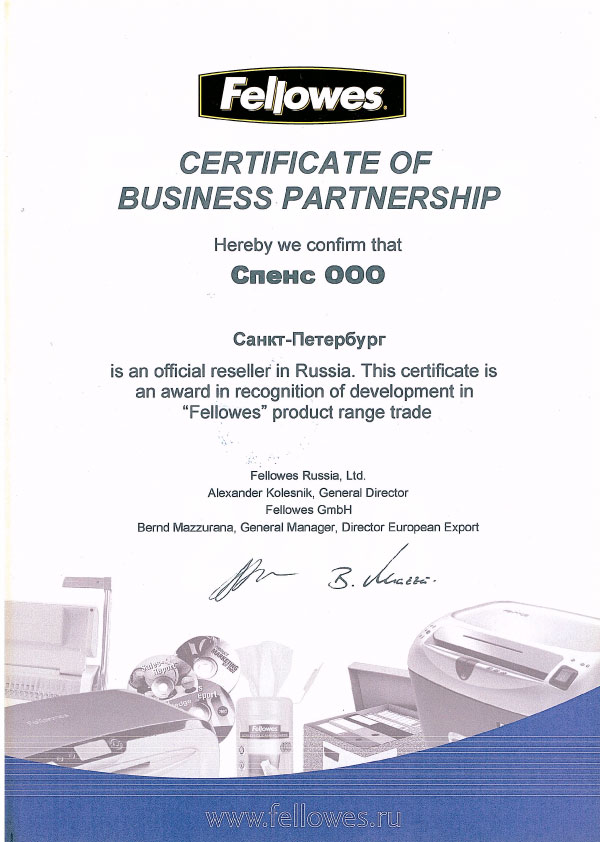 Fellowes
CERTIFICATE OF
BUSINESS PARTNERSHIP
Hereby we confirm that
Спенс ООО
Санкт-Петербург
is an official reseller in Russia. This certificate is
an award in recognition of development in
“Fellowes” product range trade
Fellowes Russia, Ltd.
Alexander Kolesnik, General Director
Fellowes GmbH
Bernd Mazzurana, General Manager, Director European Export
Fellowes
Fellowes
www.fellowes.ru